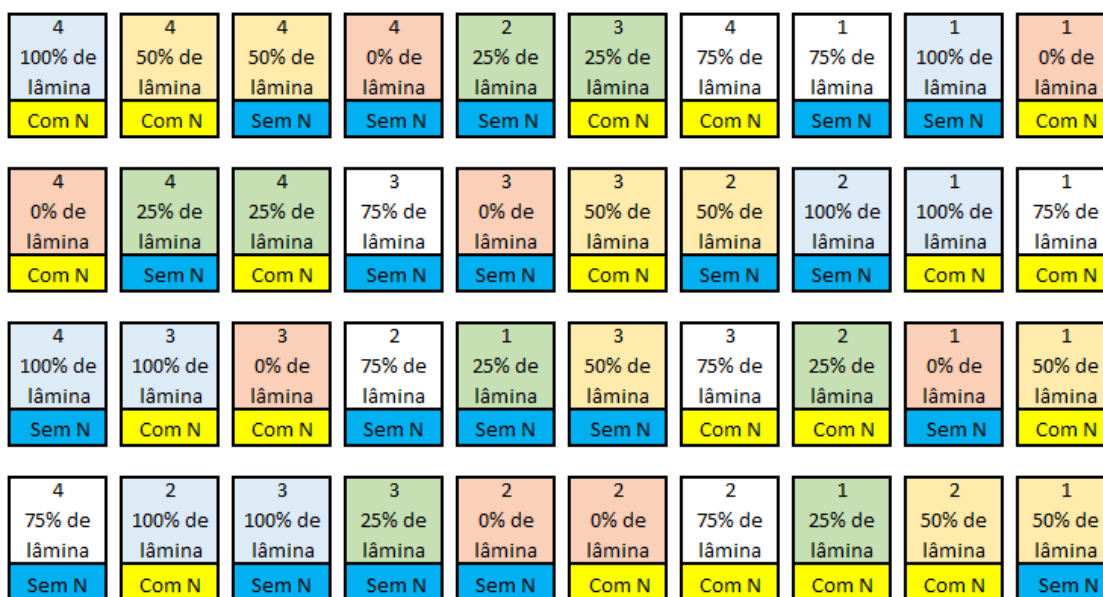 4 4 4 4 2 3 4 1 1 1
100% de 50% de 50% de 0% de 25% de 25% de 75% de 75% de 100% de 0% de
lâmina lâmina lâmina lâmina lâmina lâmina lâmina lâmina lâmina lâmina
Com N Com N Sem N Sem N Sem N Com N Com N Sem N Sem N Com N
4 4 4 3 3 3 2 2 1 1
0% de 25% de 25% de 75% de 0% de 50% de 50% de 100% de 100% de 75% de
lâmina lâmina lâmina lâmina lâmina lâmina lâmina lâmina lâmina lâmina
Com N Sem N Com N Sem N Sem N Com N Sem N Sem N Com N Com N
4 3 3 2 1 3 3 2 1 1
100% de 100% de 0% de 75% de 25% de 50% de 75% de 25% de 0% de 50% de
lâmina lâmina lâmina lâmina lâmina lâmina lâmina lâmina lâmina lâmina
Sem N Com N Com N Sem N Sem N Sem N Com N Com N Sem N Com N
4 2 3 3 2 2 2 1 2 1
75% de 100% de 100% de 25% de 0% de 0% de 75% de 25% de 50% de 50% de
lâmina lâmina lâmina lâmina lâmina lâmina lâmina lâmina lâmina lâmina
Sem N Com N Sem N Sem N Sem N Com N Com N Com N Com N Sem N